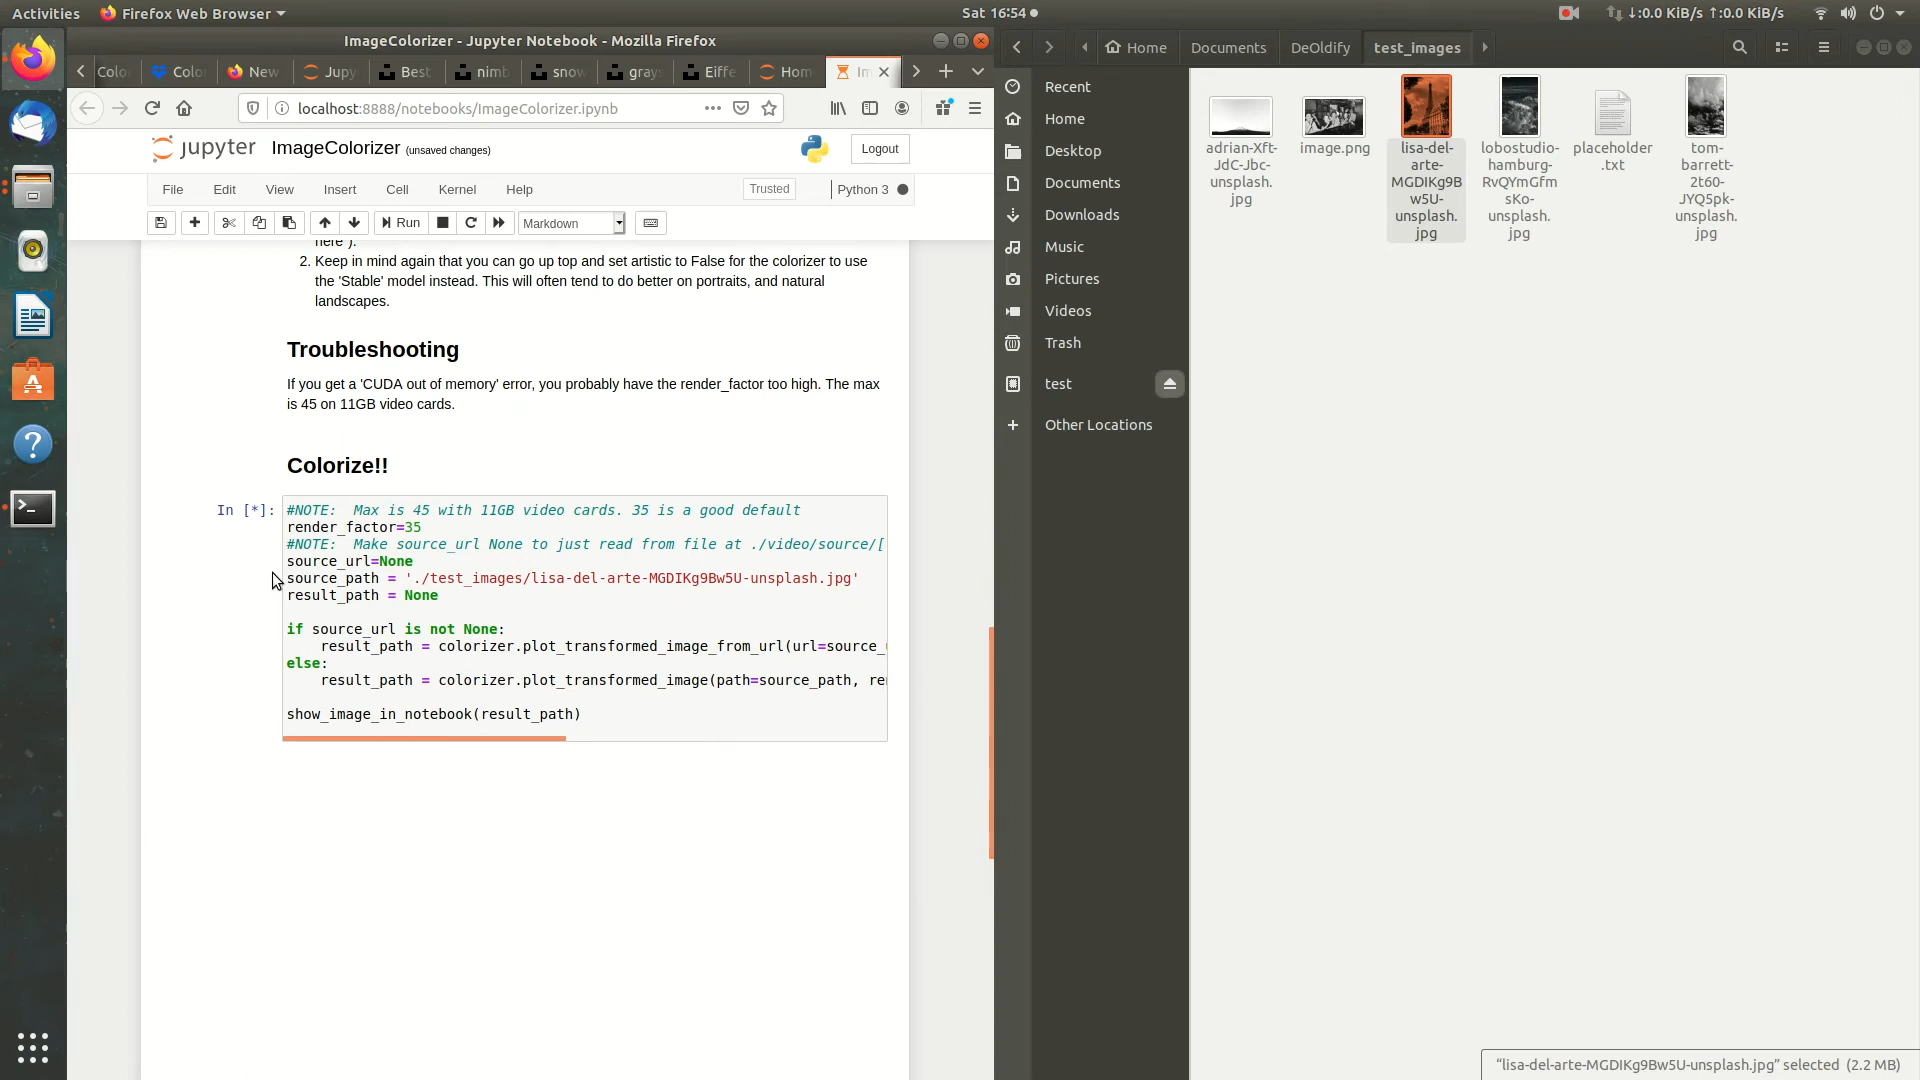 Activities
Firefox Web Browser
Sat 16:54
↓:0.0 KiB/s ↑:0.0 KiB/s
ImageColorizer - Jupyter Notebook - Mozilla Firefox
Colo
Colo
New
Jupy
Best
nimb
snow
grays
Eiffe
Hom
Im
localhost:8888/notebooks/ImageColorizer.ipynb
jupyter ImageColorizer (unsaved changes)
Logout
File Edit View Insert Cell Kernel Help
Trusted
Python 3
Run
Markdown
here ).
2. Keep in mind again that you can go up top and set artistic to False for the colorizer to use
the 'Stable' model instead. This will often tend to do better on portraits, and natural
landscapes.
Troubleshooting
If you get a 'CUDA out of memory' error, you probably have the render_factor too high. The max
is 45 on 11GB video cards.
Colorize!!
In [*]:
#NOTE:  Max is 45 with 11GB video cards. 35 is a good default
render_factor=35
#NOTE:  Make source_url None to just read from file at ./video/source/[
source_url=None
source_path = './test_images/lisa-del-arte-MGDIKg9Bw5U-unsplash.jpg'
result_path = None
if source_url is not None:
    result_path = colorizer.plot_transformed_image_from_url(url=source_u
else:
    result_path = colorizer.plot_transformed_image(path=source_path, ren
show_image_in_notebook(result_path)
Home
Documents
DeOldify
test_images
Recent
Home
Desktop
Documents
Downloads
Music
Pictures
Videos
Trash
test
Other Locations
adrian-Xft-
JdC-Jbc-
unsplash.
jpg
image.png
lisa-del-
arte-
MGDIKg9B
w5U-
unsplash.
jpg
lobostudio-
hamburg-
RvQYmGfm
sKo-
unsplash.
jpg
placeholder
.txt
tom-
barrett-
2t60-
JYQ5pk-
unsplash.
jpg
“lisa-del-arte-MGDIKg9Bw5U-unsplash.jpg” selected (2.2 MB)